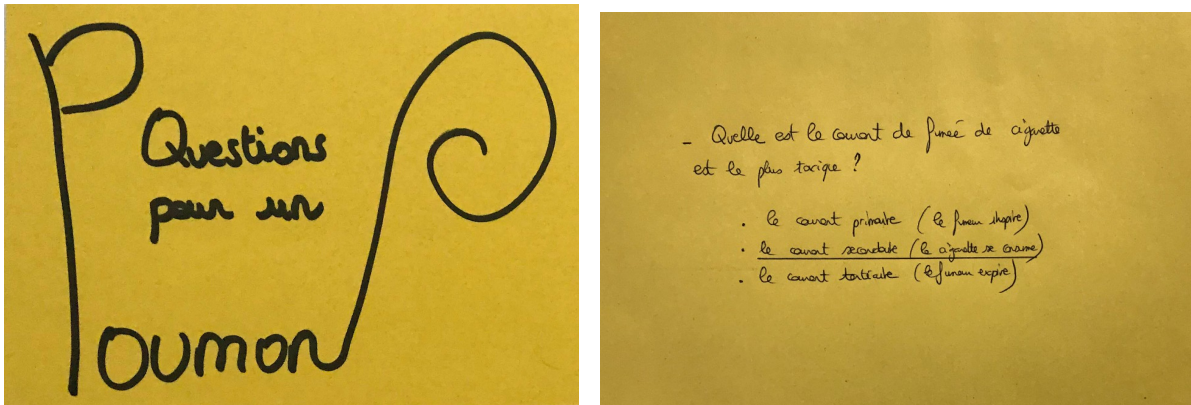 Questions
pour un
Poumon
- Quelle est le courant de fumeé de cigarette
est le plus toxique ?
. le courant primaire (le fumeur inspire)
. le courant secondaire (la cigarette se consume)
. le courant tertiaire (le fumeur expire)